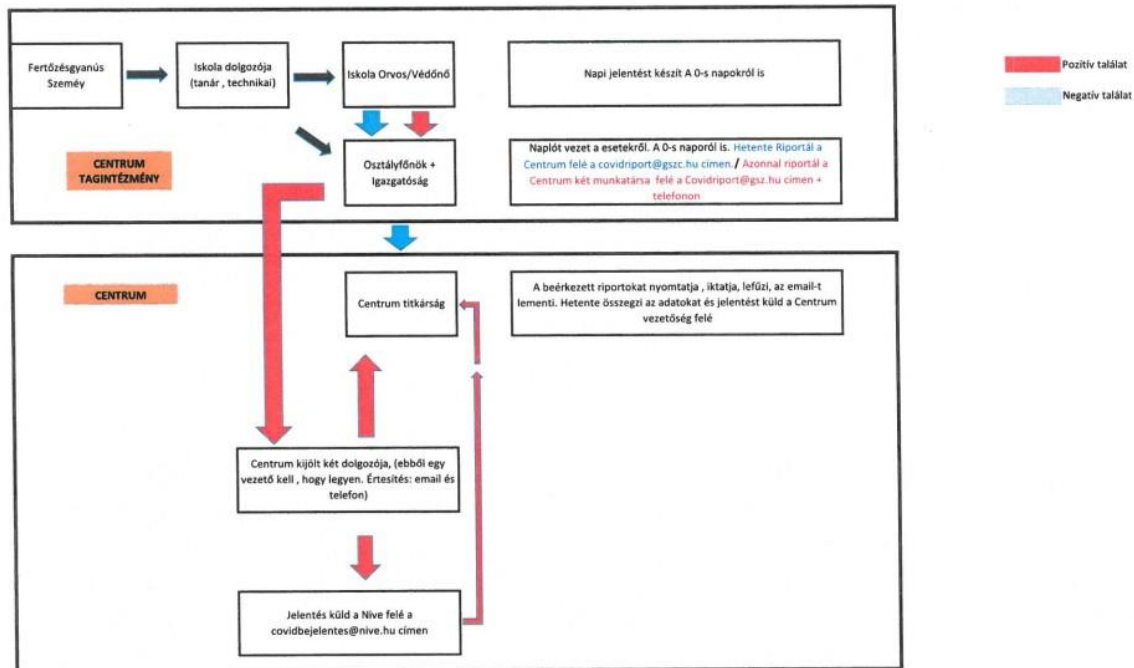 Fertőzésgyanús
Szeméy
Iskola dolgozója
(tanár , technikai)
Iskola Orvos/Védőnő
Napi jelentést készít A 0-s napokról is
Pozitív találat
Negatív találat
CENTRUM
TAGINTÉZMÉNY
Osztályfőnök +
Igazgatóság
Naplót vezet a esetekről. A 0-s naporól is. Hetente Riportál a
Centrum felé a covidriport@gszc.hu címen. / Azonnal riportál a
Centrum két munkatársa felé a Covidriport@gsz.hu címen +
telefonon
CENTRUM
Centrum titkárság
A beérkezett riportokat nyomtatja , iktatja, lefűzi, az email-t
lementi. Hetente összegzi az adatokat és jelentést küld a Centrum
vezetőség felé
Centrum kijölt két dolgozója, (ebből egy
vezető kell , hogy legyen. Értesítés: email és
telefon)
Jelentés küld a Nive felé a
covidbejelentes@nive.hu címen